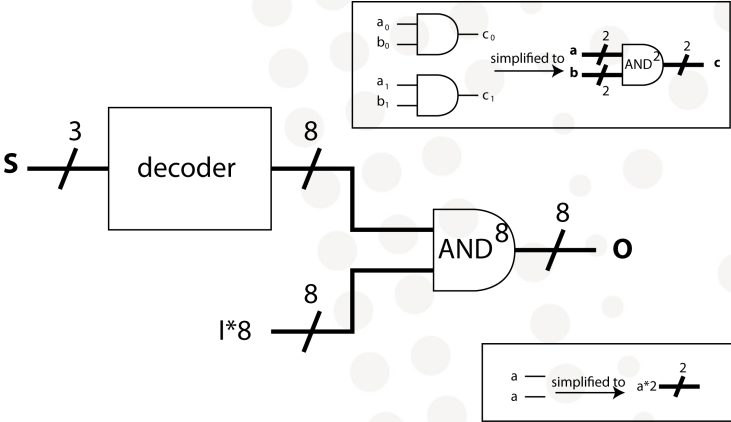 a₀
b₀
c₀
a₁
b₁
c₁
simplified to
a
2
b
2
AND²
2
c
S
3
decoder
8
AND⁸
8
O
I*8
8
a
a
simplified to
a*2
2